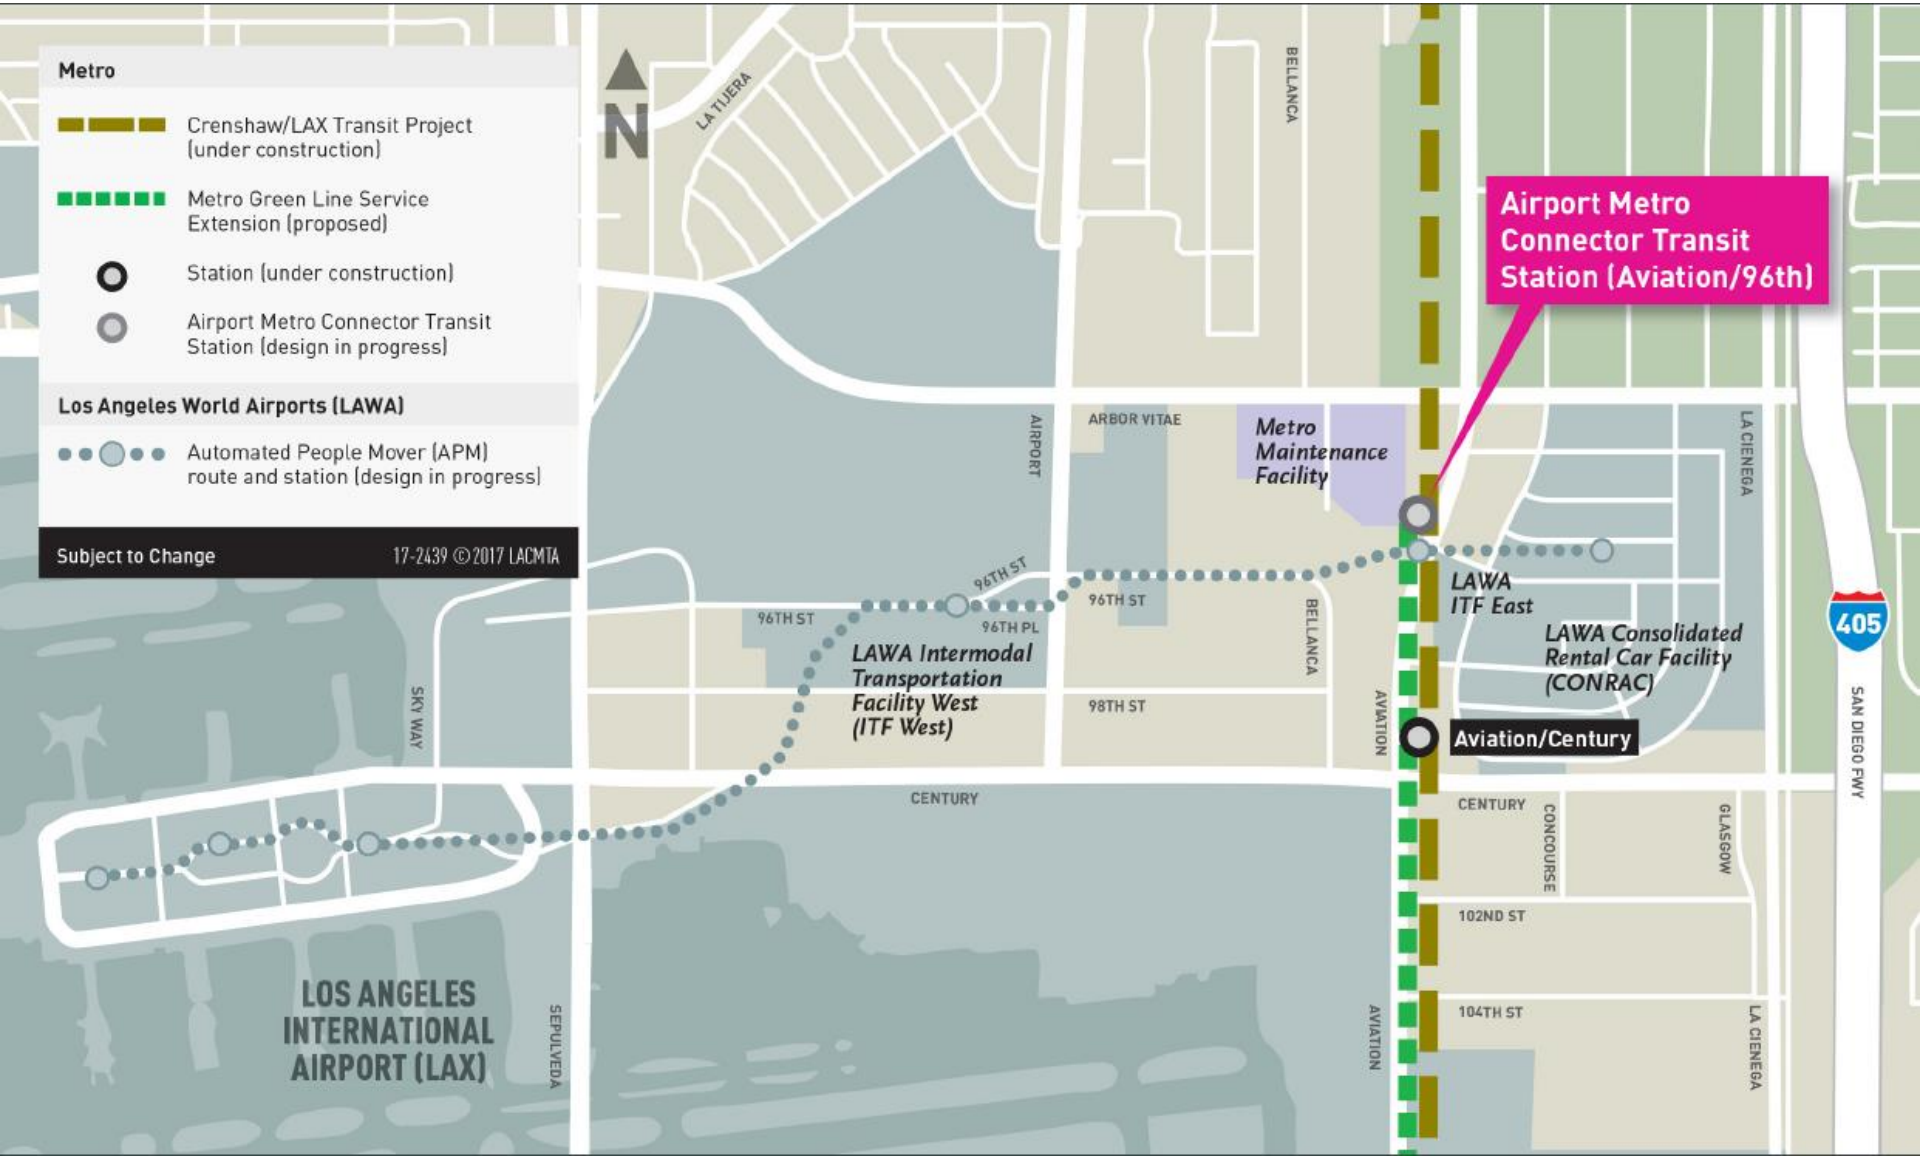 Metro
Crenshaw/LAX Transit Project
(under construction)
Metro Green Line Service
Extension (proposed)
Station (under construction)
Airport Metro Connector Transit
Station (design in progress)
Los Angeles World Airports (LAWA)
Automated People Mover (APM)
route and station (design in progress)
Subject to Change
17-2439 ©2017 LACMTA
N
LA TIJERA
BELLANCA
Airport Metro
Connector Transit
Station (Aviation/96th)
AIRPORT
ARBOR VITAE
Metro
Maintenance
Facility
LA CIENEGA
96TH ST
96TH ST
96TH PL
96TH ST
BELLANCA
LAWA
ITF East
LAWA Consolidated
Rental Car Facility
(CONRAC)
405
SAN DIEGO FWY
LAWA Intermodal
Transportation
Facility West
(ITF West)
SKY WAY
98TH ST
AVIATION
Aviation/Century
CENTURY
CENTURY
CONCOURSE
GLASGOW
102ND ST
104TH ST
LOS ANGELES
INTERNATIONAL
AIRPORT (LAX)
SEPULVEDA
AVIATION
LA CIENEGA